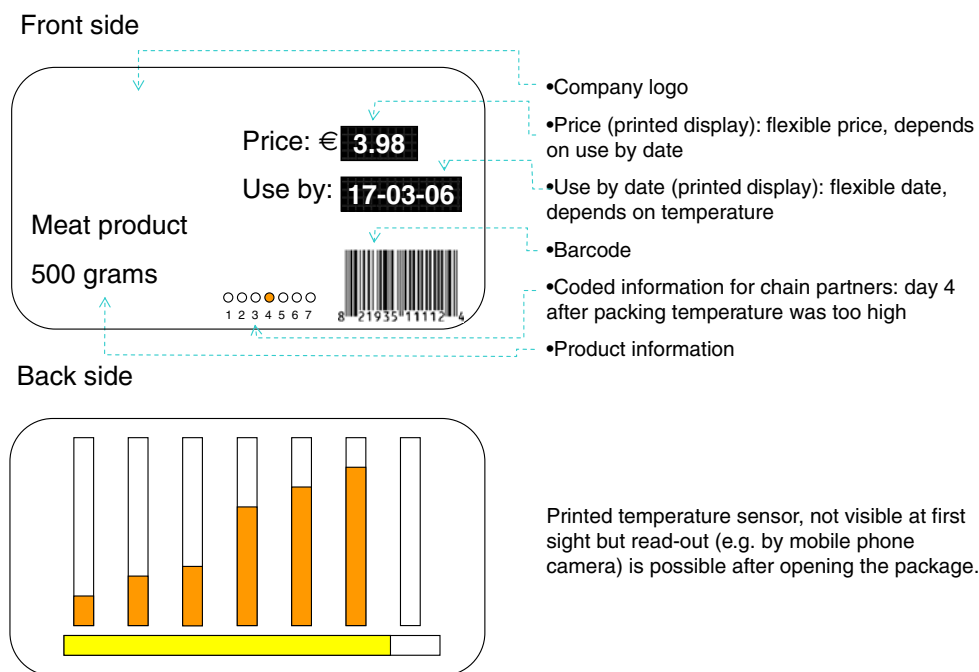 Front side
•Company logo
•Price (printed display): flexible price, depends
on use by date
•Use by date (printed display): flexible date,
depends on temperature
•Barcode
•Coded information for chain partners: day 4
after packing temperature was too high
•Product information
Price: € 3.98
Use by: 17-03-06
Meat product
500 grams
1 2 3 4 5 6 7
8 21935 11112 4
Back side
Printed temperature sensor, not visible at first
sight but read-out (e.g. by mobile phone
camera) is possible after opening the package.